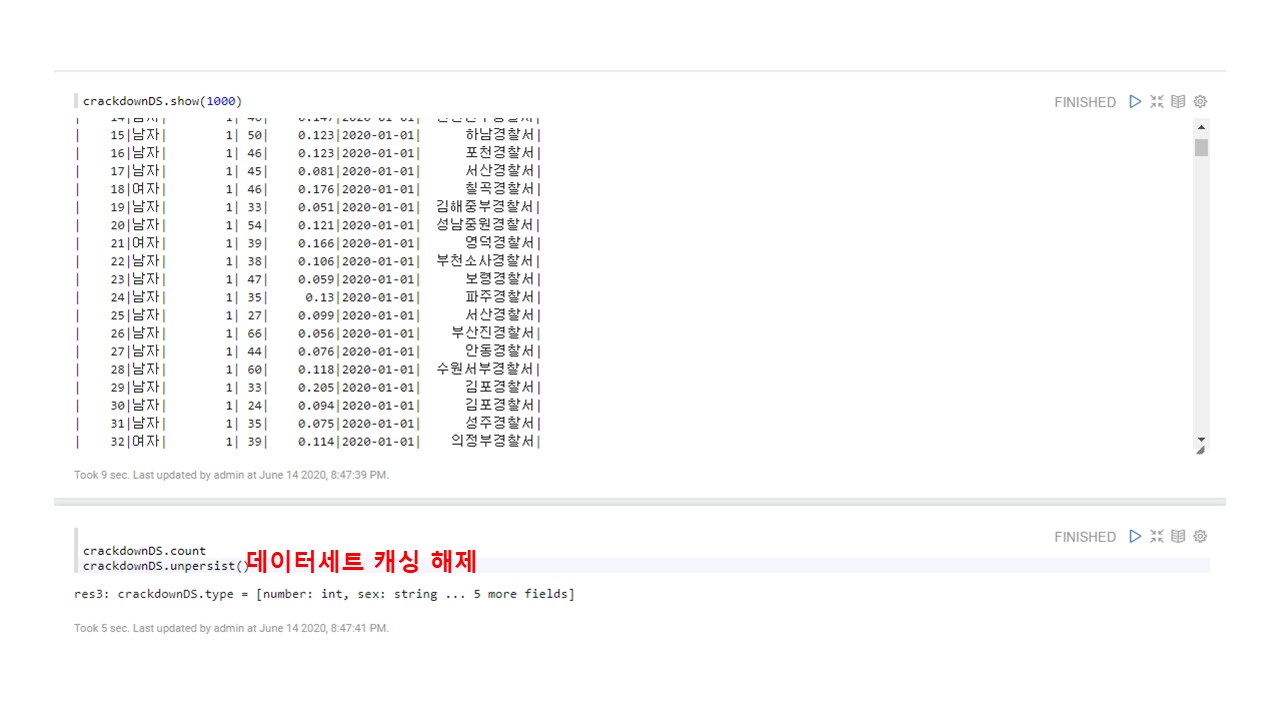 crackdownDS.show(1000)
FINISHED
| 15|남자| 1| 50| 0.123|2020-01-01| 하남경찰서|
| 16|남자| 1| 46| 0.123|2020-01-01| 포천경찰서|
| 17|남자| 1| 45| 0.081|2020-01-01| 서산경찰서|
| 18|여자| 1| 46| 0.176|2020-01-01| 칠곡경찰서|
| 19|남자| 1| 33| 0.051|2020-01-01| 김해중부경찰서|
| 20|남자| 1| 54| 0.121|2020-01-01| 성남중원경찰서|
| 21|여자| 1| 39| 0.166|2020-01-01| 영덕경찰서|
| 22|남자| 1| 38| 0.106|2020-01-01| 부천소사경찰서|
| 23|남자| 1| 47| 0.059|2020-01-01| 보령경찰서|
| 24|남자| 1| 35| 0.13|2020-01-01| 파주경찰서|
| 25|남자| 1| 27| 0.099|2020-01-01| 서산경찰서|
| 26|남자| 1| 66| 0.056|2020-01-01| 부산진경찰서|
| 27|남자| 1| 44| 0.076|2020-01-01| 안동경찰서|
| 28|남자| 1| 60| 0.118|2020-01-01| 수원서부경찰서|
| 29|남자| 1| 33| 0.205|2020-01-01| 김포경찰서|
| 30|남자| 1| 24| 0.094|2020-01-01| 김포경찰서|
| 31|남자| 1| 35| 0.075|2020-01-01| 성주경찰서|
| 32|여자| 1| 39| 0.114|2020-01-01| 의정부경찰서|
Took 9 sec. Last updated by admin at June 14 2020, 8:47:39 PM.
FINISHED
crackdownDS.count
crackdownDS.unpersist() 데이터세트 캐싱 해제
res3: crackdownDS.type = [number: int, sex: string ... 5 more fields]
Took 5 sec. Last updated by admin at June 14 2020, 8:47:41 PM.